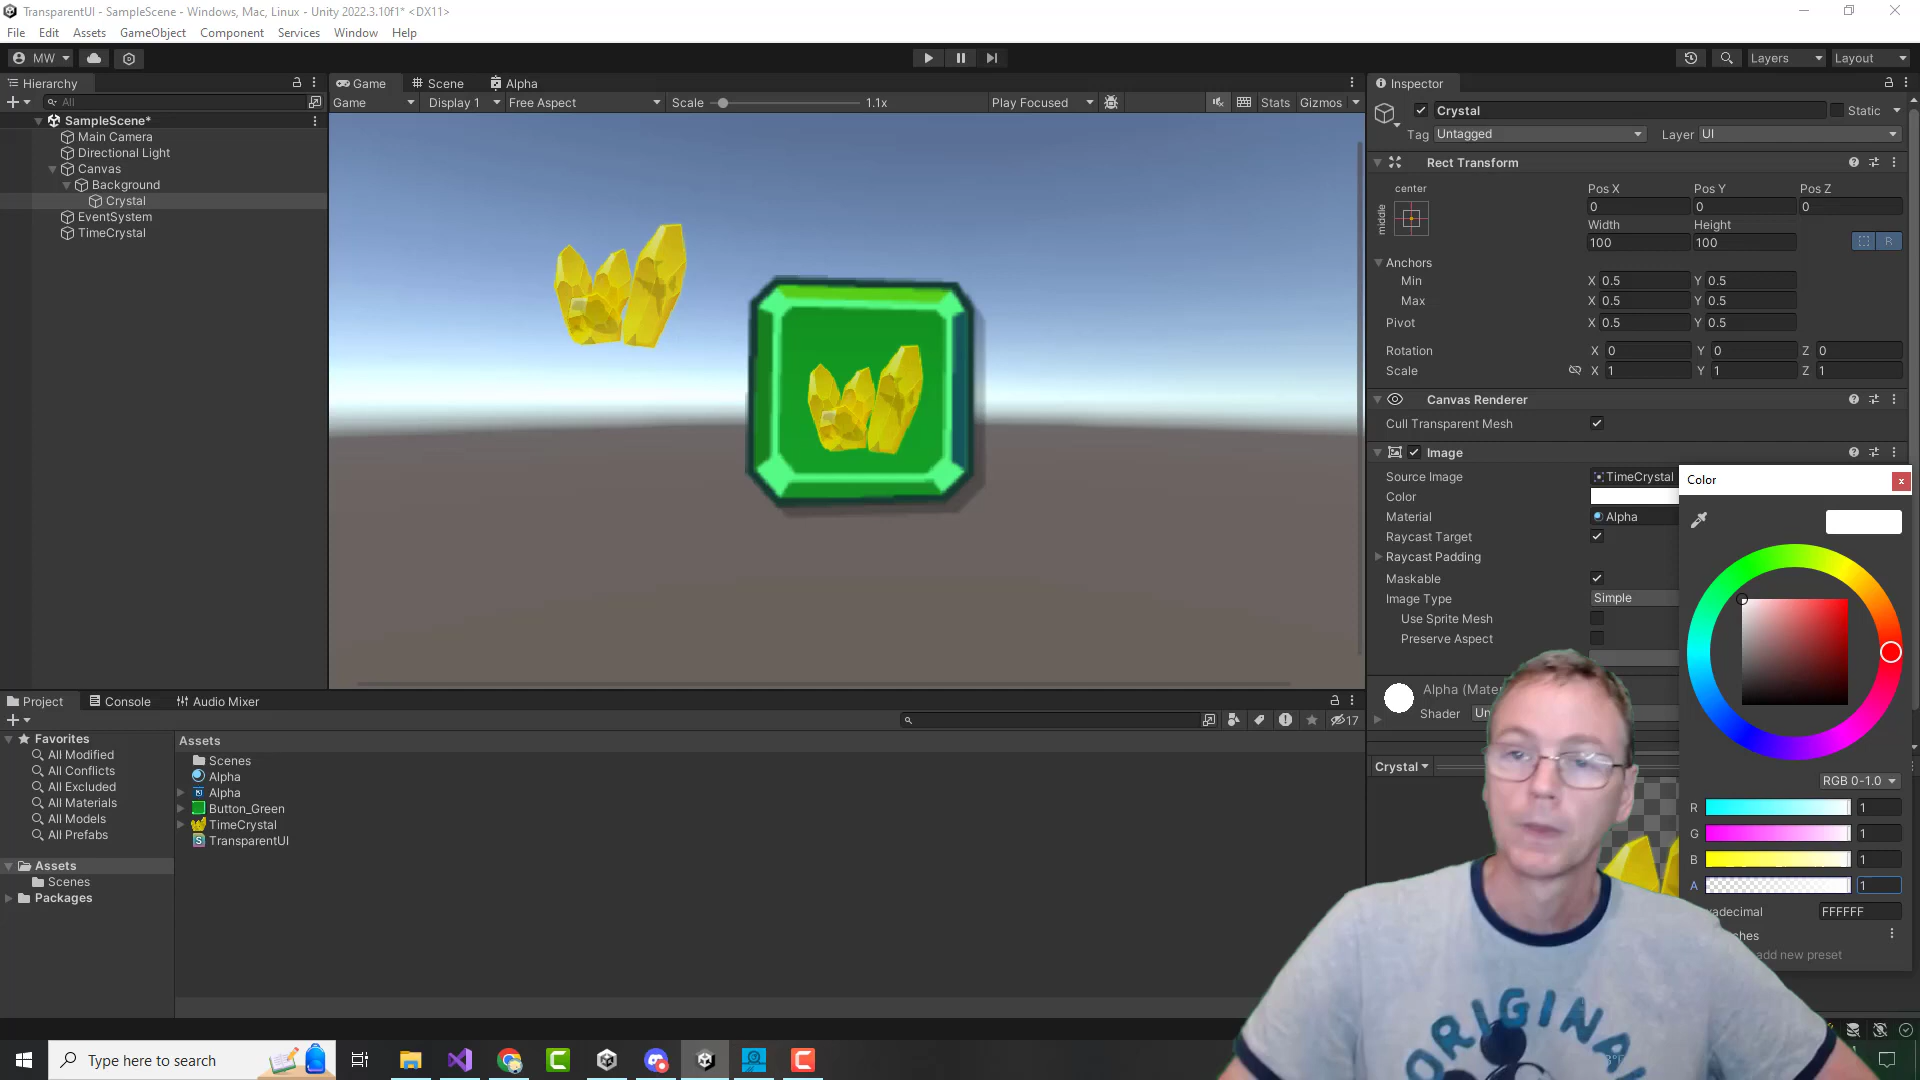 TransparentUI - SampleScene - Windows, Mac, Linux - Unity 2022.3.10f1* <DX11>
File Edit Assets GameObject Component Services Window Help
MW Layers Layout
Hierarchy
All
SampleScene*
Main Camera
Directional Light
Canvas
Background
Crystal
EventSystem
TimeCrystal
Game Scene Alpha
Game Display 1 Free Aspect Scale 1.1x Play Focused Stats Gizmos
Inspector
Crystal Static
Tag Untagged Layer UI
Rect Transform
center
middle
Pos X Pos Y Pos Z
0 0 0
Width Height
100 100
R
Anchors
Min X 0.5 Y 0.5
Max X 0.5 Y 0.5
Pivot X 0.5 Y 0.5
Rotation X 0 Y 0 Z 0
Scale X 1 Y 1 Z 1
Canvas Renderer
Cull Transparent Mesh
Image
Source Image TimeCrystal
Color
Material Alpha
Raycast Target
Raycast Padding
Maskable
Image Type Simple
Use Sprite Mesh
Preserve Aspect
Alpha (Mate
Shader
Crystal
Color
RGB 0-1.0
R 1
G 1
B 1
A 1
adecimal FFFFFF
ches
add new preset
Project Console Audio Mixer
17
Favorites
All Modified
All Conflicts
All Excluded
All Materials
All Models
All Prefabs
Assets
Scenes
Packages
Assets
Scenes
Alpha
Alpha
Button_Green
TimeCrystal
TransparentUI
ORIGINAL
Type here to search